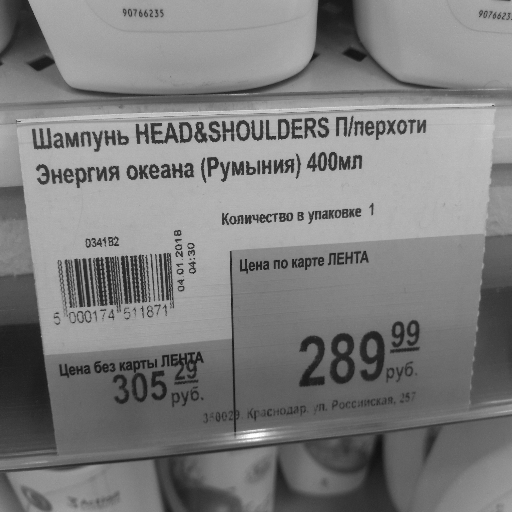 90766235
Шампунь HEAD&SHOULDERS П/перхоти
Энергия океана (Румыния) 400мл
Количество в упаковке 1
D341B2
04.01.2018
04:30
5 000174 511871
Цена по карте ЛЕНТА
289 99
руб.
Цена без карты ЛЕНТА
305 29
руб.
350029 Краснодар, ул. Российская, 257